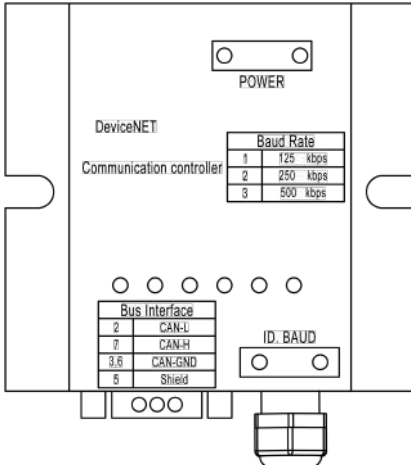 POWER
DeviceNET
Communication controller
Baud Rate
1 125 kbps
2 250 kbps
3 500 kbps
Bus Interface
2 CAN-L
7 CAN-H
3,6 CAN-GND
5 Shield
ID. BAUD